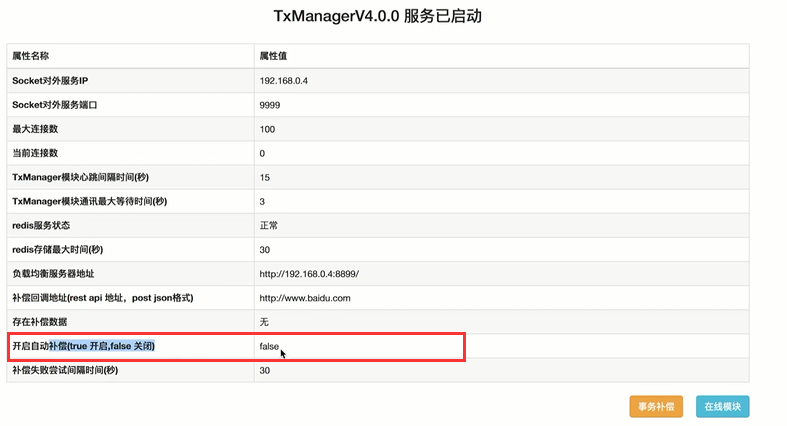 TxManagerV4.0.0 服务已启动
属性名称 属性值
Socket对外服务IP 192.168.0.4
Socket对外服务端口 9999
最大连接数 100
当前连接数 0
TxManager模块心跳间隔时间(秒) 15
TxManager模块通讯最大等待时间(秒) 3
redis服务状态 正常
redis存储最大时间(秒) 30
负载均衡服务器地址 http://192.168.0.4:8899/
补偿回调地址(rest api 地址，post json格式) http://www.baidu.com
存在补偿数据 无
开启自动补偿(true 开启,false 关闭) false
补偿失败尝试间隔时间(秒) 30
事务补偿 在线模块